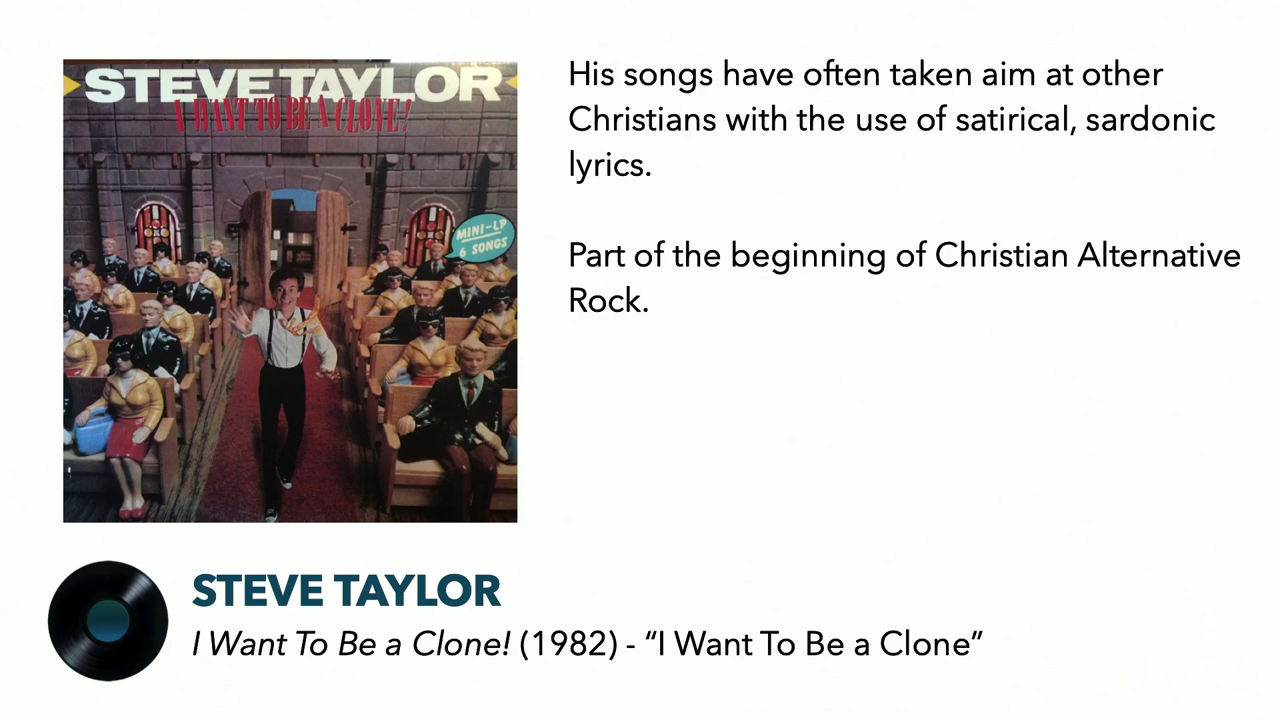 STEVE TAYLOR
I WANT TO BE A CLONE!
MINI-LP
6 SONGS
His songs have often taken aim at other
Christians with the use of satirical, sardonic
lyrics.
Part of the beginning of Christian Alternative
Rock.
STEVE TAYLOR
I Want To Be a Clone! (1982) - “I Want To Be a Clone”